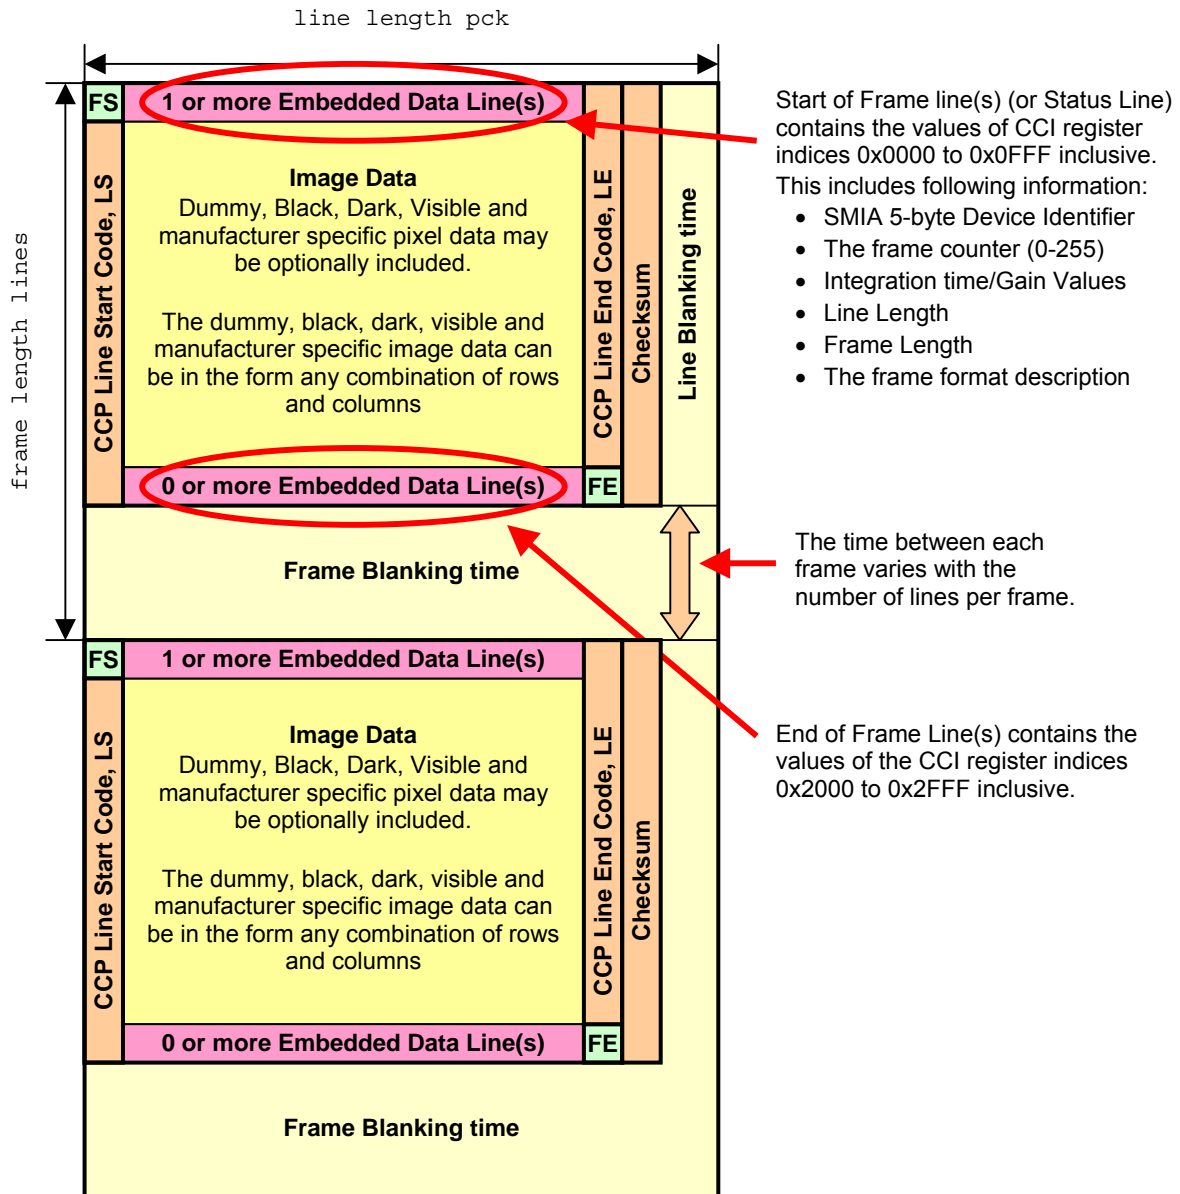 line length pck
frame length lines
FS
1 or more Embedded Data Line(s)
CCP Line Start Code, LS
Image Data
Dummy, Black, Dark, Visible and
manufacturer specific pixel data may
be optionally included.
The dummy, black, dark, visible and
manufacturer specific image data can
be in the form any combination of rows
and columns
CCP Line End Code, LE
Checksum
Line Blanking time
0 or more Embedded Data Line(s)
FE
Frame Blanking time
Start of Frame line(s) (or Status Line)
contains the values of CCI register
indices 0x0000 to 0x0FFF inclusive.
This includes following information:
• SMIA 5-byte Device Identifier
• The frame counter (0-255)
• Integration time/Gain Values
• Line Length
• Frame Length
• The frame format description
The time between each
frame varies with the
number of lines per frame.
FS
1 or more Embedded Data Line(s)
CCP Line Start Code, LS
Image Data
Dummy, Black, Dark, Visible and
manufacturer specific pixel data may
be optionally included.
The dummy, black, dark, visible and
manufacturer specific image data can
be in the form any combination of rows
and columns
CCP Line End Code, LE
Checksum
0 or more Embedded Data Line(s)
FE
End of Frame Line(s) contains the
values of the CCI register indices
0x2000 to 0x2FFF inclusive.
Frame Blanking time